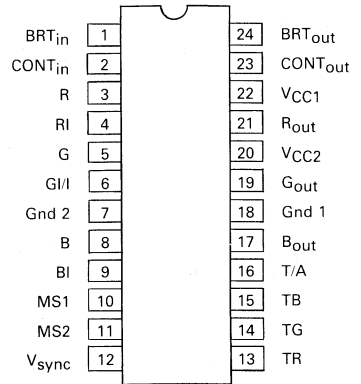 BRTin 1 24 BRTout
CONTin 2 23 CONTout
R 3 22 VCC1
RI 4 21 Rout
G 5 20 VCC2
GI/I 6 19 Gout
Gnd 2 7 18 Gnd 1
B 8 17 Bout
BI 9 16 T/A
MS1 10 15 TB
MS2 11 14 TG
Vsync 12 13 TR